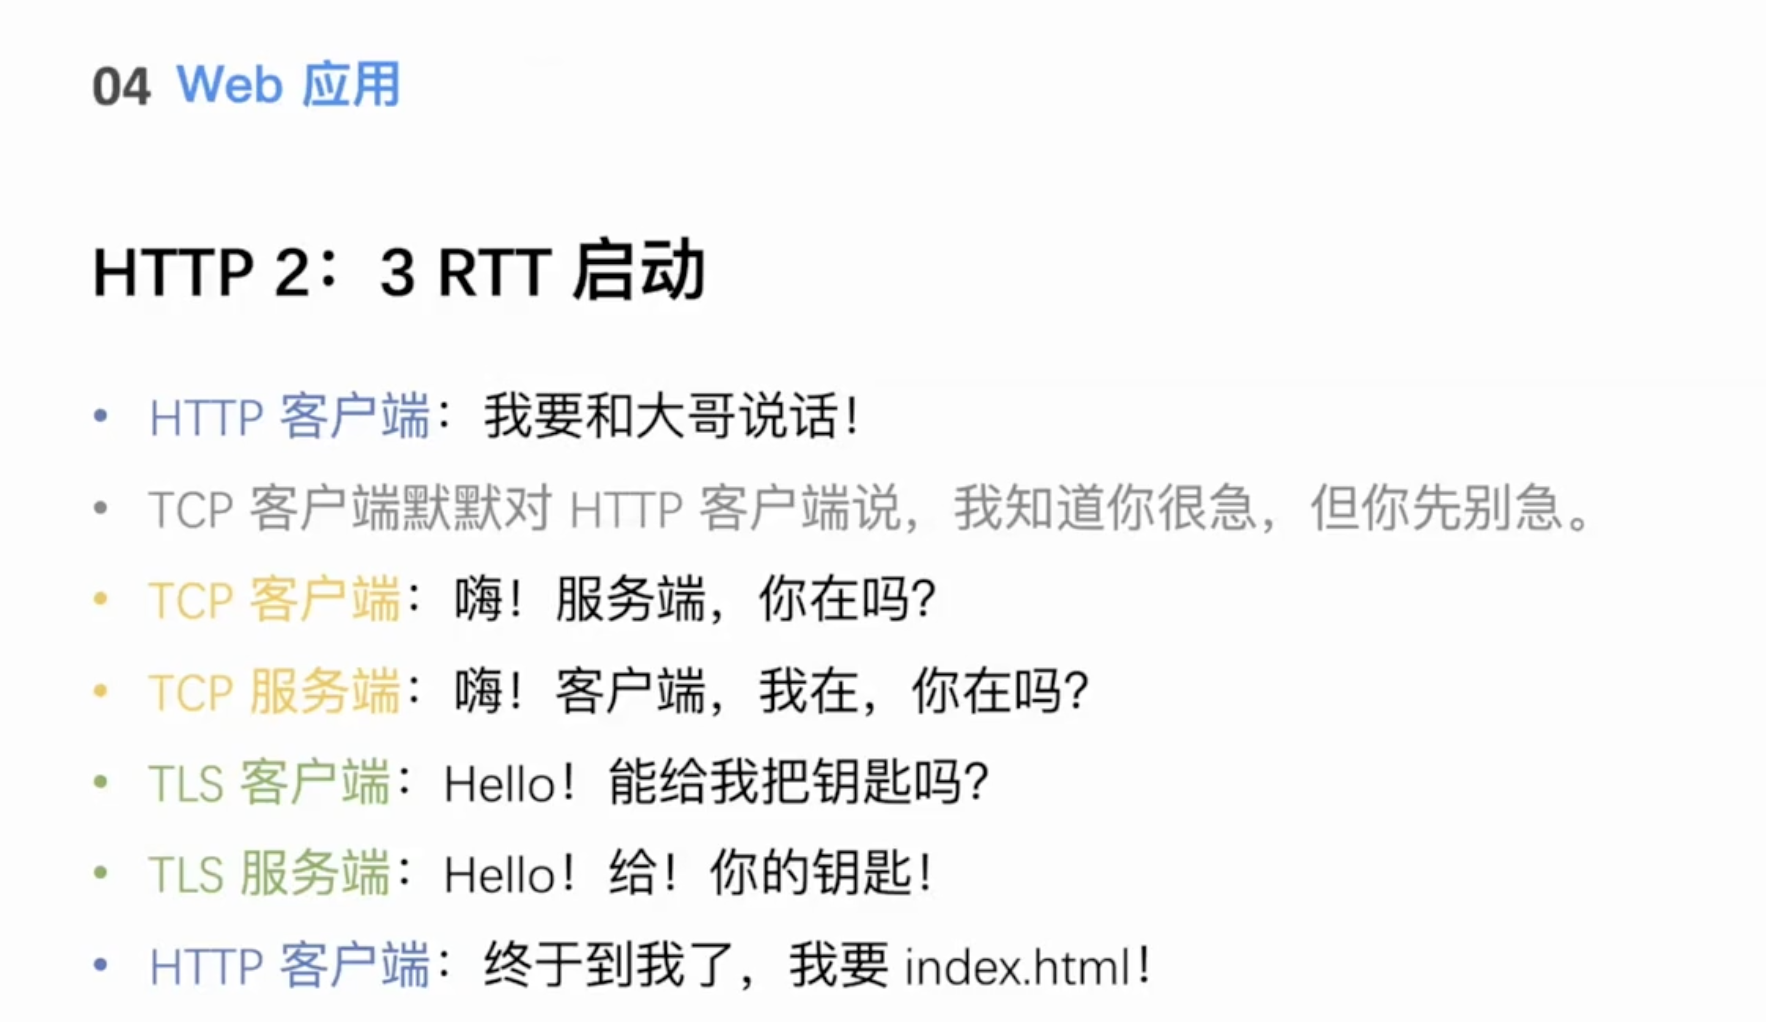 04 Web 应用
HTTP 2：3 RTT 启动
• HTTP 客户端：我要和大哥说话！
• TCP 客户端默默对 HTTP 客户端说，我知道你很急，但你先别急。
• TCP 客户端：嗨！服务端，你在吗？
• TCP 服务端：嗨！客户端，我在，你在吗？
• TLS 客户端：Hello！能给我把钥匙吗？
• TLS 服务端：Hello！给！你的钥匙！
• HTTP 客户端：终于到我了，我要 index.html！